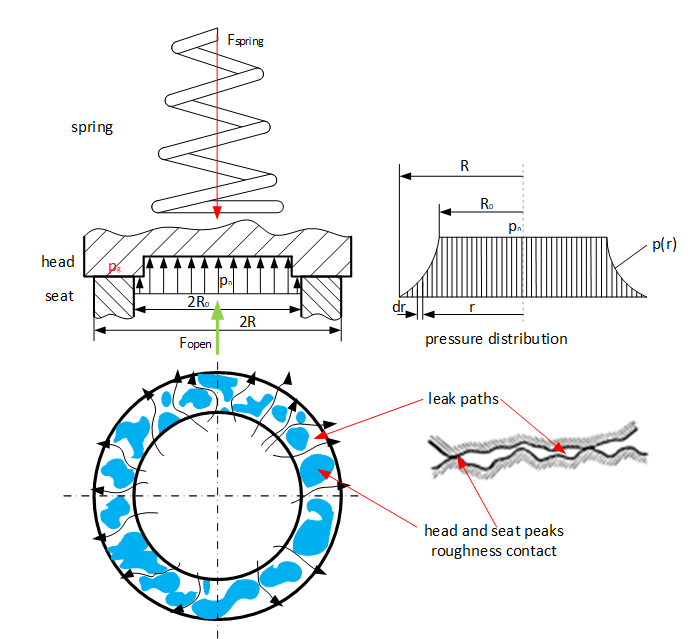 Fspring
spring
R
R₀
pₙ
p(r)
head
pg
seat
pₙ
2R₀
dr
r
2R
Fopen
pressure distribution
leak paths
head and seat peaks
roughness contact